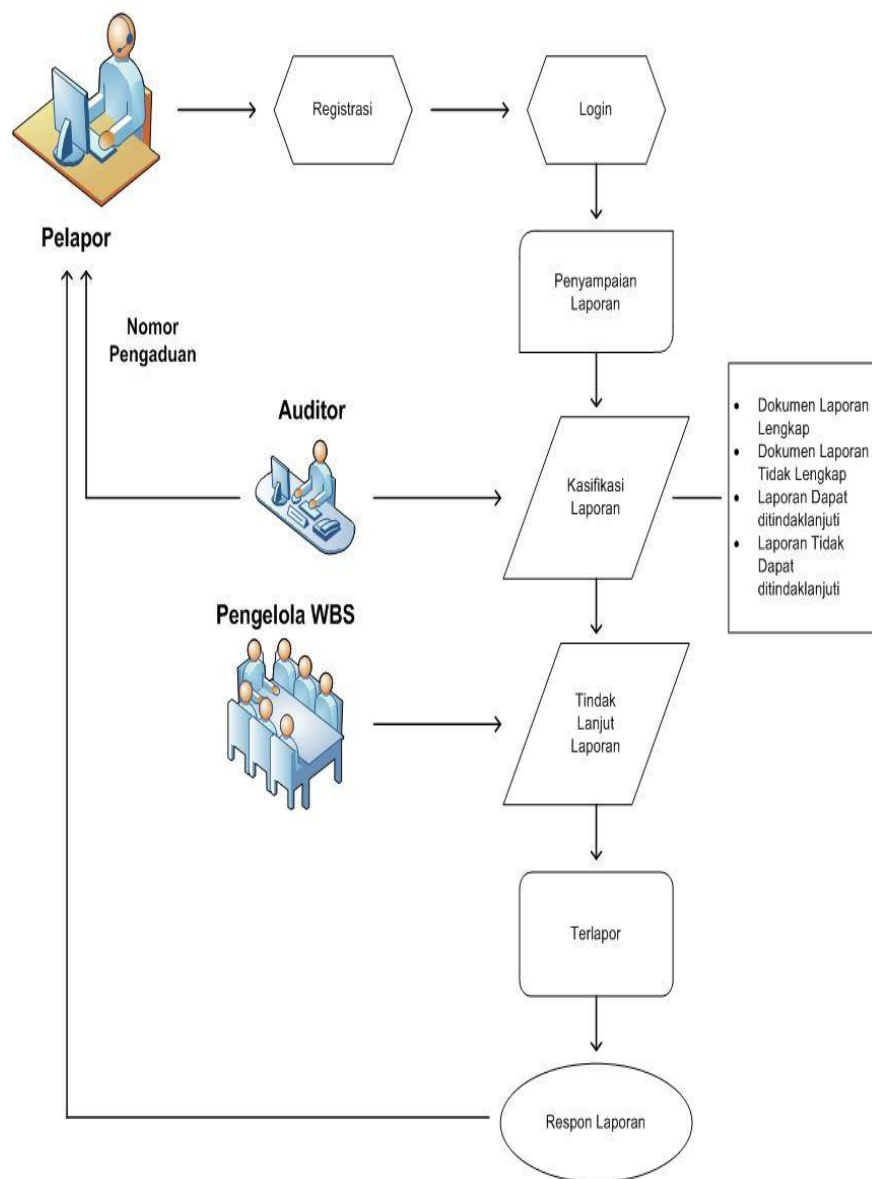 Registrasi
Login
Pelapor
Penyampaian
Laporan
Nomor
Pengaduan
Auditor
Kasifikasi
Laporan
• Dokumen Laporan
Lengkap
• Dokumen Laporan
Tidak Lengkap
• Laporan Dapat
ditindaklanjuti
• Laporan Tidak
Dapat
ditindaklanjuti
Pengelola WBS
Tindak
Lanjut
Laporan
Terlapor
Respon Laporan